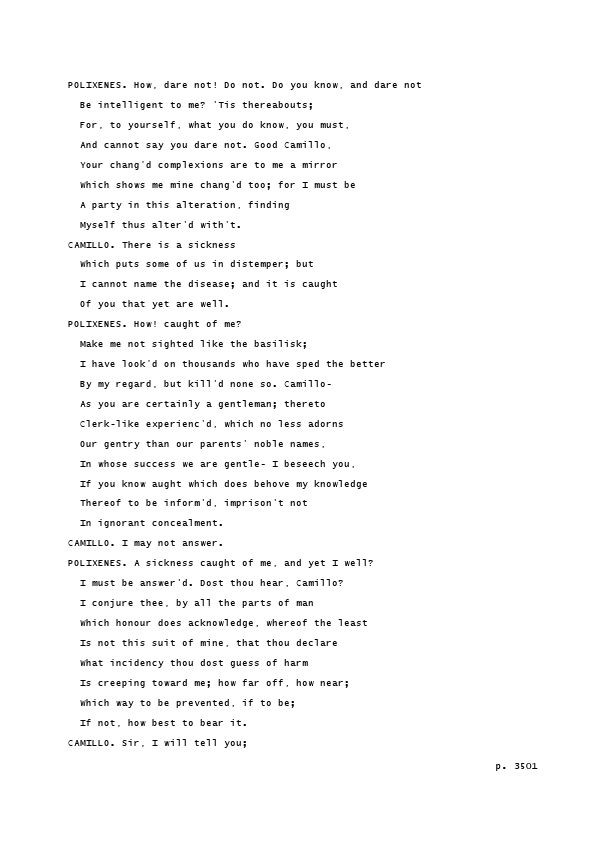 POLIXENES. How, dare not! Do not. Do you know, and dare not
Be intelligent to me? 'Tis thereabouts;
For, to yourself, what you do know, you must,
And cannot say you dare not. Good Camillo,
Your chang'd complexions are to me a mirror
Which shows me mine chang'd too; for I must be
A party in this alteration, finding
Myself thus alter'd with't.
CAMILLO. There is a sickness
Which puts some of us in distemper; but
I cannot name the disease; and it is caught
Of you that yet are well.
POLIXENES. How! caught of me?
Make me not sighted like the basilisk;
I have look'd on thousands who have sped the better
By my regard, but kill'd none so. Camillo-
As you are certainly a gentleman; thereto
Clerk-like experienc'd, which no less adorns
Our gentry than our parents' noble names,
In whose success we are gentle- I beseech you,
If you know aught which does behove my knowledge
Thereof to be inform'd, imprison't not
In ignorant concealment.
CAMILLO. I may not answer.
POLIXENES. A sickness caught of me, and yet I well?
I must be answer'd. Dost thou hear, Camillo?
I conjure thee, by all the parts of man
Which honour does acknowledge, whereof the least
Is not this suit of mine, that thou declare
What incidency thou dost guess of harm
Is creeping toward me; how far off, how near;
Which way to be prevented, if to be;
If not, how best to bear it.
CAMILLO. Sir, I will tell you;
p. 3501